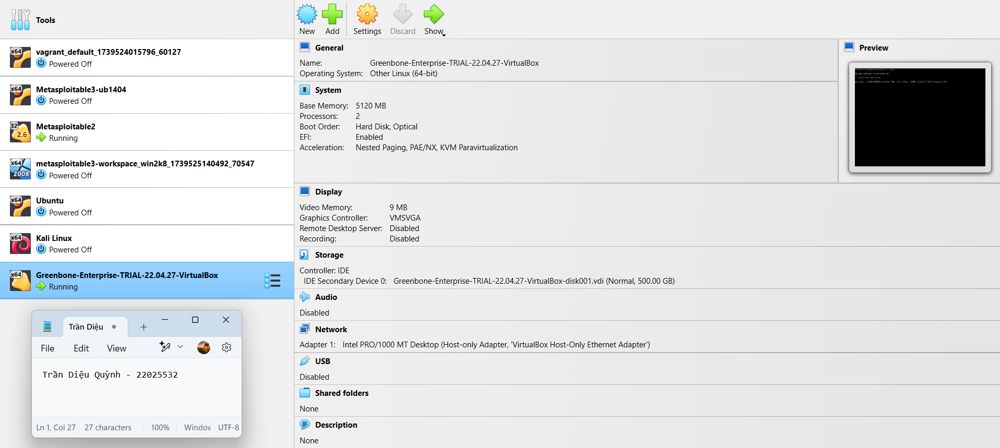 Tools
x64
vagrant_default_1739524015796_60127
Powered Off
x64
Metasploitable3-ub1404
Powered Off
32
2.6
Metasploitable2
Running
x64
2008
metasploitable3-workspace_win2k8_1739525140492_70547
Powered Off
x64
Ubuntu
Powered Off
x64
Kali Linux
Powered Off
x64
Greenbone-Enterprise-TRIAL-22.04.27-VirtualBox
Running
Trần Diệu
File Edit View
Trần Diệu Quỳnh - 22025532
Ln 1, Col 27 27 characters 100% Window UTF-8
New Add Settings Discard Show
General
Name: Greenbone-Enterprise-TRIAL-22.04.27-VirtualBox
Operating System: Other Linux (64-bit)
System
Base Memory: 5120 MB
Processors: 2
Boot Order: Hard Disk, Optical
EFI: Enabled
Acceleration: Nested Paging, PAE/NX, KVM Paravirtualization
Preview
Display
Video Memory: 9 MB
Graphics Controller: VMSVGA
Remote Desktop Server: Disabled
Recording: Disabled
Storage
Controller: IDE
IDE Secondary Device 0: Greenbone-Enterprise-TRIAL-22.04.27-VirtualBox-disk001.vdi (Normal, 500.00 GB)
Audio
Disabled
Network
Adapter 1: Intel PRO/1000 MT Desktop (Host-only Adapter, 'VirtualBox Host-Only Ethernet Adapter')
USB
Disabled
Shared folders
None
Description
None